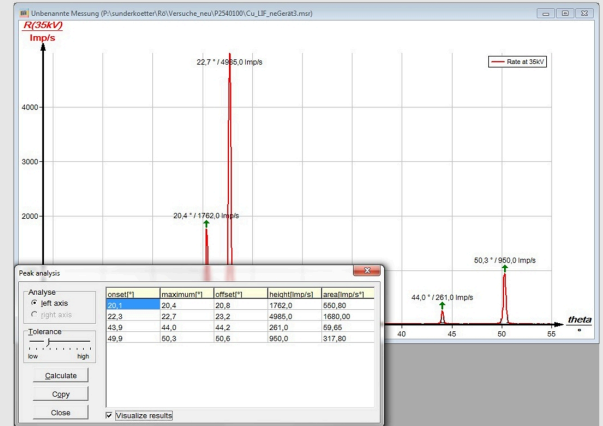 Unbenannte Messung (P:\sunderkoetter\Rö\Versuche_neu\P2540100\Cu_LIF_neGerät3.msr)
R(35kV)
Imp/s
22,7 ° / 4985,0 Imp/s
Rate at 35kV
4000
3000
2000
20,4 ° / 1762,0 Imp/s
50,3 ° / 950,0 Imp/s
44,0 ° / 261,0 Imp/s
theta
40 45 50 55 °
Peak analysis
Analyse
left axis
right axis
Tolerance
low high
Calculate
Copy
Close
onset[°] maximum[°] offset[°] height[Imp/s] area[Imp/s*°]
20,1 20,4 20,8 1762,0 550,80
22,3 22,7 23,2 4985,0 1680,00
43,9 44,0 44,2 261,0 59,65
49,9 50,3 50,6 950,0 317,80
Visualize results